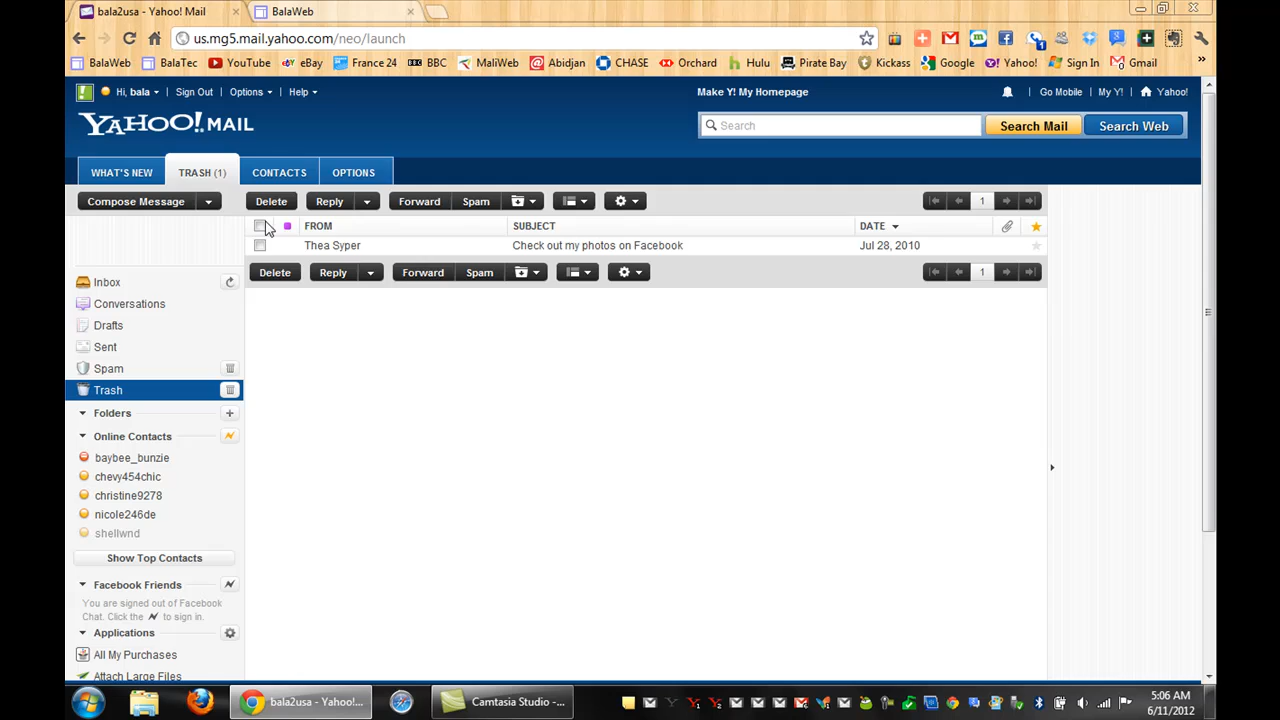 bala2usa - Yahoo! Mail × BalaWeb ×
us.mg5.mail.yahoo.com/neo/launch
BalaWeb BalaTec YouTube eBay France 24 BBC MaliWeb Abidjan CHASE Orchard Hulu Pirate Bay Kickass Google Yahoo! Sign In Gmail »
Hi, bala Sign Out Options Help Make Y! My Homepage Go Mobile My Y! Yahoo!
YAHOO! MAIL Search Search Mail Search Web
WHAT'S NEW TRASH (1) CONTACTS OPTIONS
Compose Message Delete Reply Forward Spam 1
FROM SUBJECT DATE
Thea Syper Check out my photos on Facebook Jul 28, 2010
Delete Reply Forward Spam 1
Inbox
Conversations
Drafts
Sent
Spam
Trash
Folders +
Online Contacts
baybee_bunzie
chevy454chic
christine9278
nicole246de
shellwnd
Show Top Contacts
Facebook Friends
You are signed out of Facebook
Chat. Click the to sign in.
Applications
All My Purchases
Attach Large Files
bala2usa - Yahoo!... Camtasia Studio -... 5:06 AM
6/11/2012